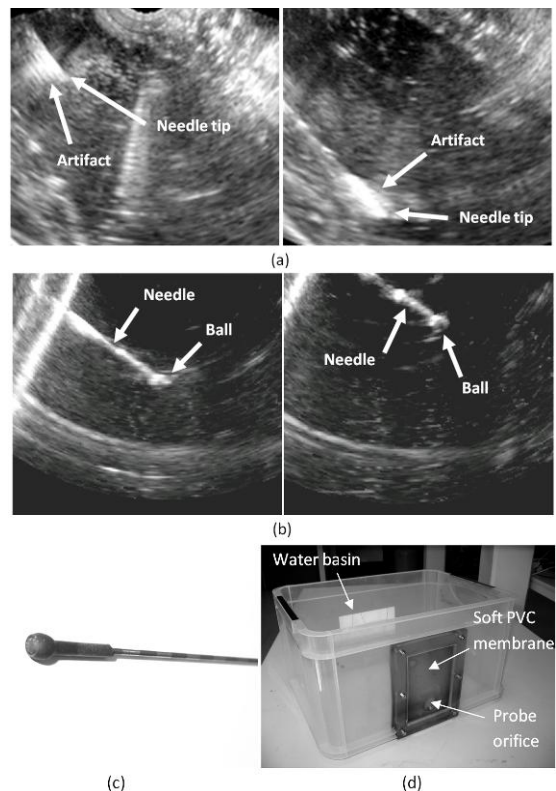 Needle tip
Artifact
Artifact
Needle tip
(a)
Needle
Ball
Needle
Ball
(b)
Water basin
Soft PVC
membrane
Probe
orifice
(c)
(d)